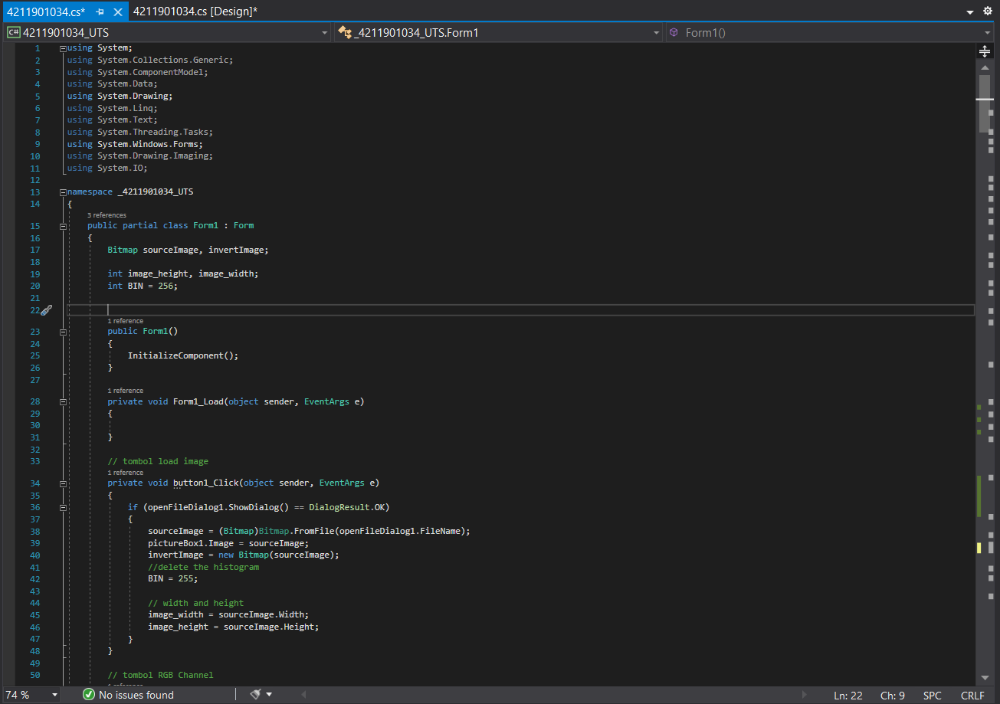 4211901034.cs*
4211901034.cs [Design]*
C# 4211901034_UTS
_4211901034_UTS.Form1
Form1()
1 using System;
2 using System.Collections.Generic;
3 using System.ComponentModel;
4 using System.Data;
5 using System.Drawing;
6 using System.Linq;
7 using System.Text;
8 using System.Threading.Tasks;
9 using System.Windows.Forms;
10 using System.Drawing.Imaging;
11 using System.IO;
12
13 namespace _4211901034_UTS
14 {
3 references
15 public partial class Form1 : Form
16 {
17 Bitmap sourceImage, invertImage;
18
19 int image_height, image_width;
20 int BIN = 256;
21
22
1 reference
23 public Form1()
24 {
25 InitializeComponent();
26 }
27
1 reference
28 private void Form1_Load(object sender, EventArgs e)
29 {
30
31 }
32
33 // tombol load image
1 reference
34 private void button1_Click(object sender, EventArgs e)
35 {
36 if (openFileDialog1.ShowDialog() == DialogResult.OK)
37 {
38 sourceImage = (Bitmap)Bitmap.FromFile(openFileDialog1.FileName);
39 pictureBox1.Image = sourceImage;
40 invertImage = new Bitmap(sourceImage);
41 //delete the histogram
42 BIN = 255;
43
44 // width and height
45 image_width = sourceImage.Width;
46 image_height = sourceImage.Height;
47 }
48 }
49
50 // tombol RGB Channel
74 %
No issues found
Ln: 22
Ch: 9
SPC
CRLF